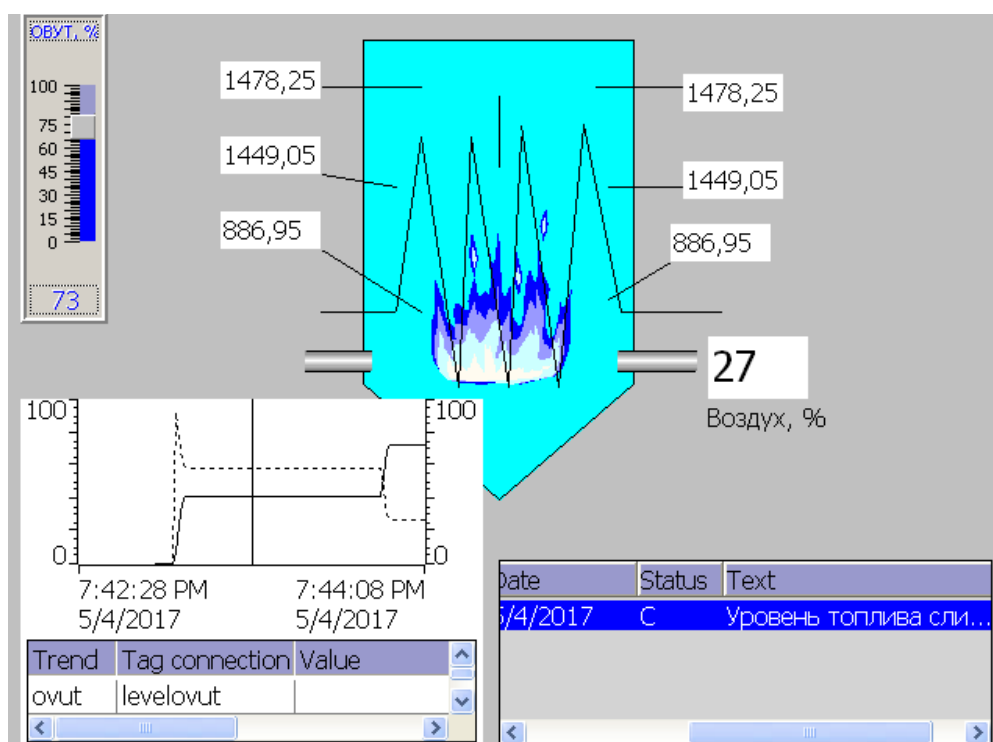 ОВУТ, %
100
75
60
45
30
15
0
73
1478,25
1449,05
886,95
1478,25
1449,05
886,95
27
Воздух, %
100
0
100
0
7:42:28 PM
5/4/2017
7:44:08 PM
5/4/2017
Trend Tag connection Value
ovut levelovut
Date Status Text
5/4/2017 C Уровень топлива сли...